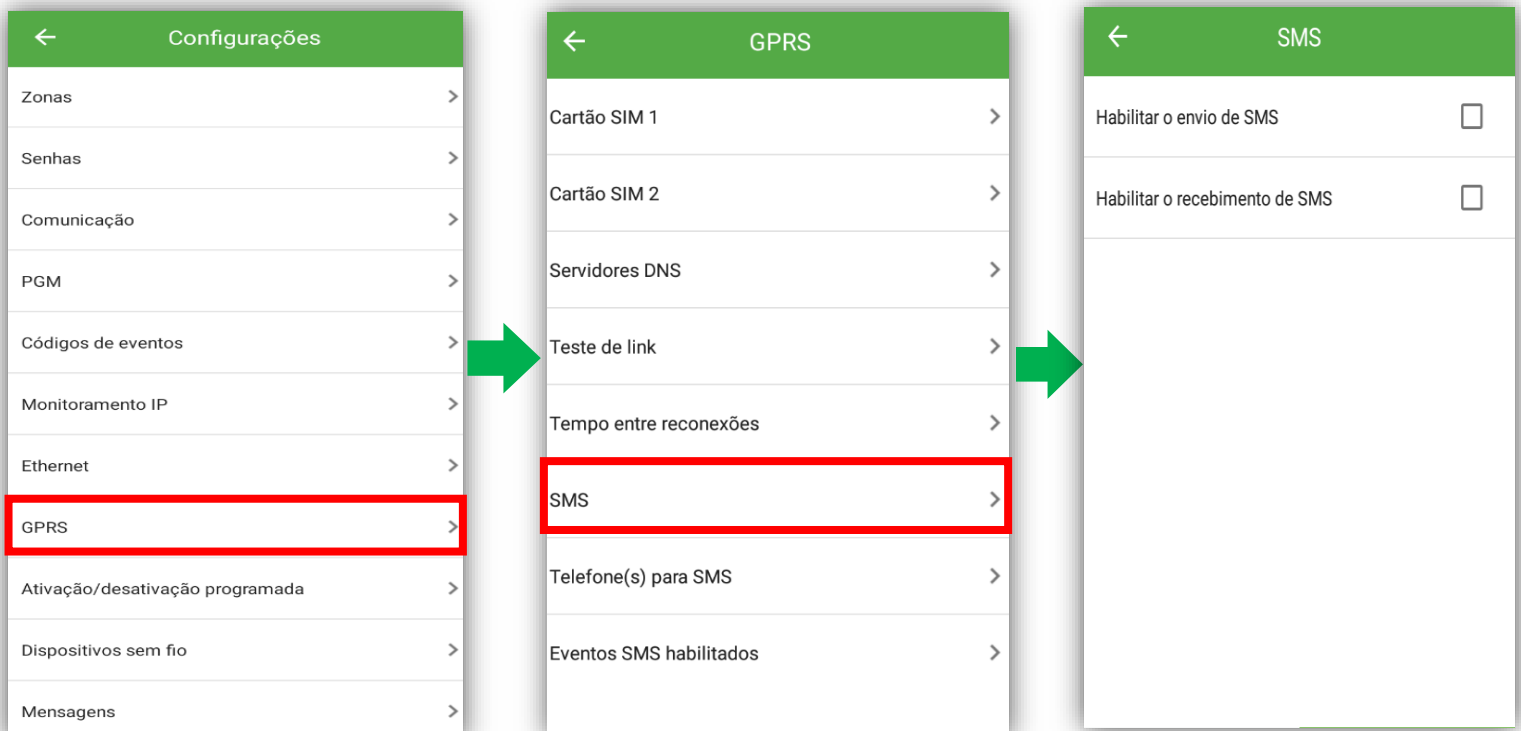 Configurações
Zonas
Senhas
Comunicação
PGM
Códigos de eventos
Monitoramento IP
Ethernet
GPRS
Ativação/desativação programada
Dispositivos sem fio
Mensagens
GPRS
Cartão SIM 1
Cartão SIM 2
Servidores DNS
Teste de link
Tempo entre reconexões
SMS
Telefone(s) para SMS
Eventos SMS habilitados
SMS
Habilitar o envio de SMS
Habilitar o recebimento de SMS